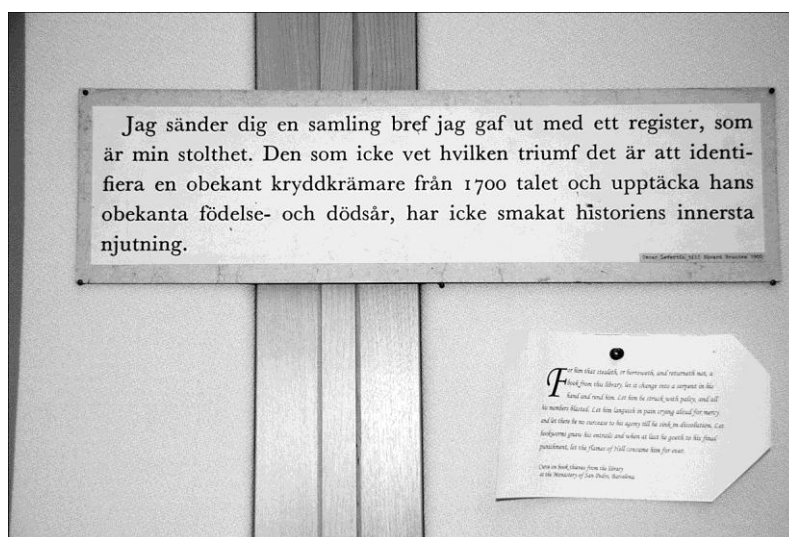 Jag sänder dig en samling bref jag gaf ut med ett register, som
är min stolthet. Den som icke vet hvilken triumf det är att identi-
fiera en obekant kryddkrämare från 1700 talet och upptäcka hans
obekanta födelse- och dödsår, har icke smakat historiens innersta
njutning.
For him that stealeth, or borroweth, and returneth not, a
book from this library, let it change into a serpent in his
hand and rend him. Let him be struck with palsy, and all
his members blasted. Let him languish in pain crying aloud for mercy
and let there be no surcease to his agony till he sink in dissolution. Let
bookworms gnaw his entrails and when at last he goeth to his final
punishment, let the flames of Hell consume him for ever.
Curse on book thieves from the library
at the Monastery of San Pedro, Barcelona